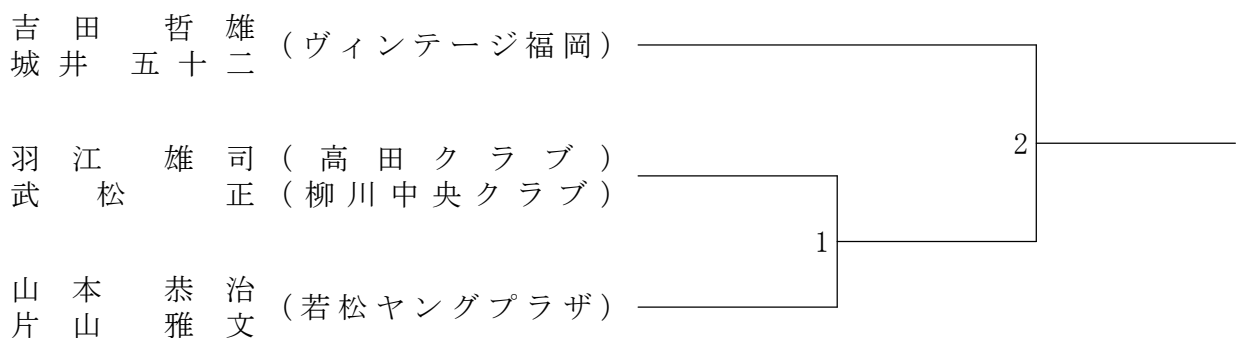 吉田 哲雄 (ヴィンテージ福岡)
城井 五十二
2
羽江 雄司 (高田クラブ)
武松 正 (柳川中央クラブ)
1
山本 恭治 (若松ヤングプラザ)
片山 雅文